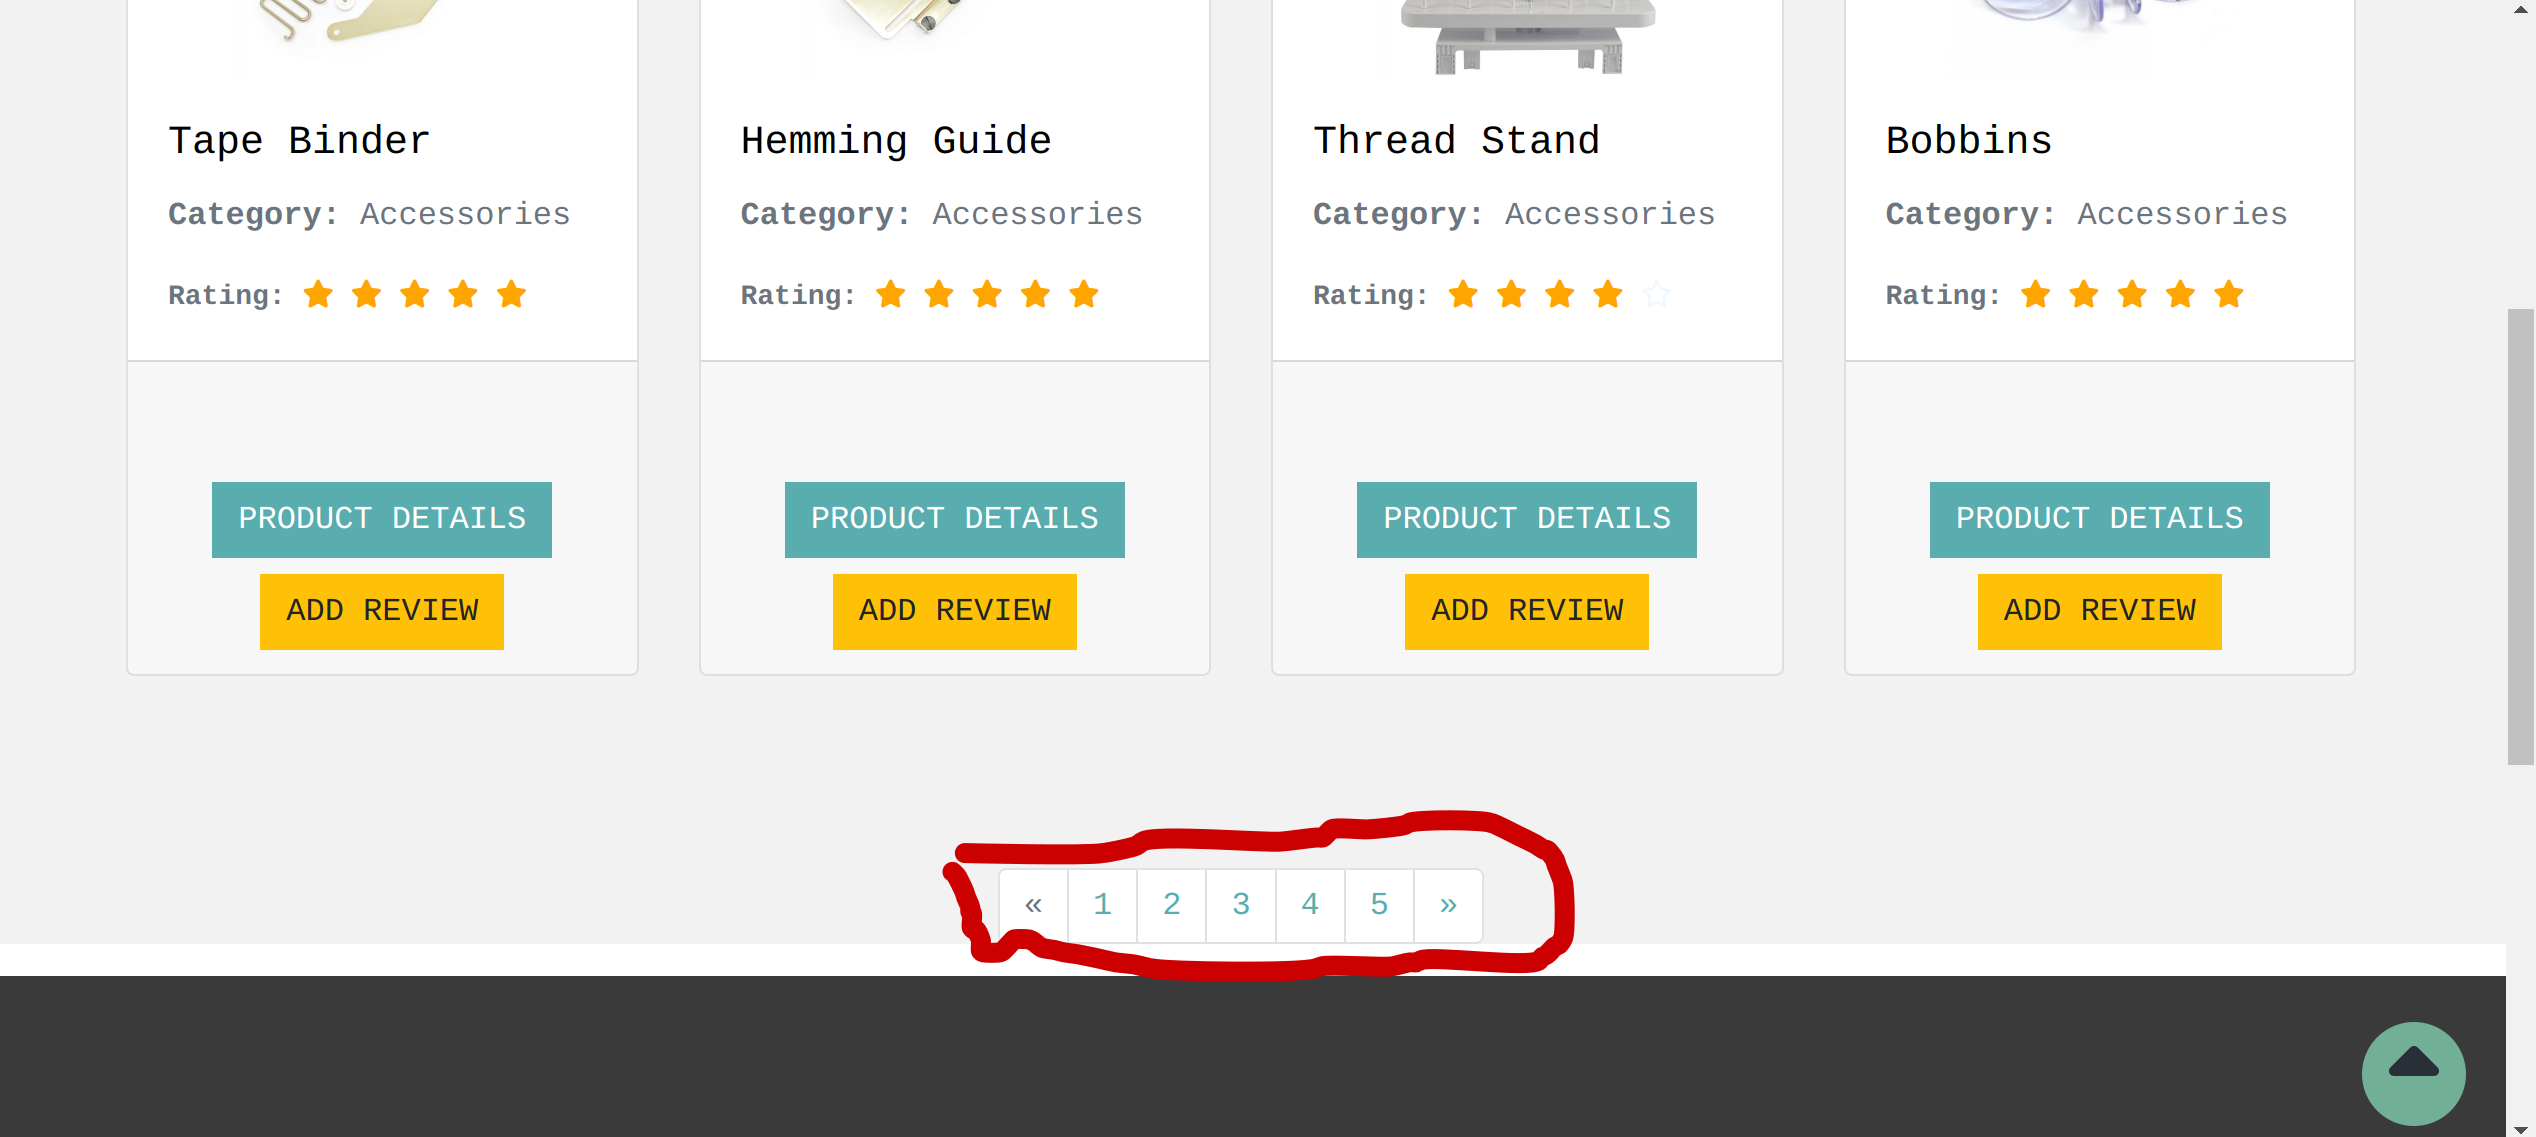 Tape Binder Hemming Guide Thread Stand Bobbins
Category: Accessories Category: Accessories Category: Accessories Category: Accessories
Rating: Rating: Rating: Rating:
PRODUCT DETAILS PRODUCT DETAILS PRODUCT DETAILS PRODUCT DETAILS
ADD REVIEW ADD REVIEW ADD REVIEW ADD REVIEW
« 1 2 3 4 5 »